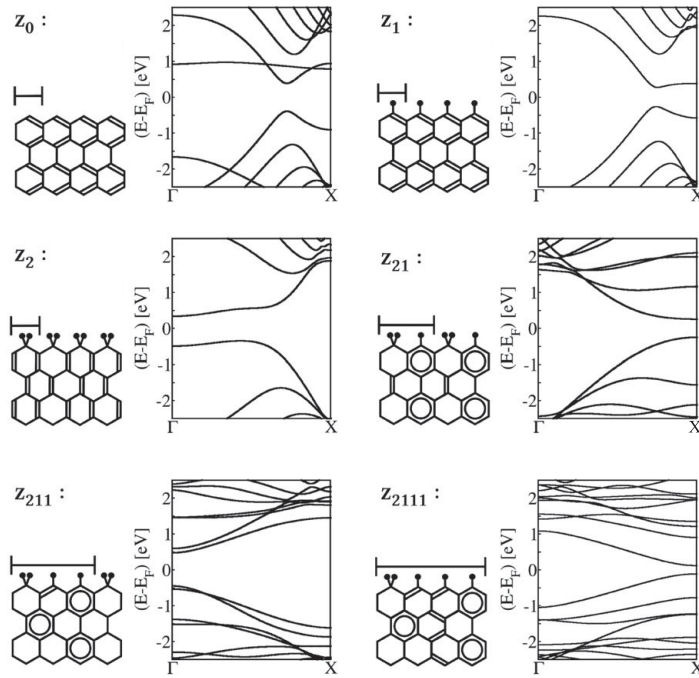 z0 :
(E-EF) [eV]
2
1
0
-1
-2
Γ
X
z1 :
(E-EF) [eV]
2
1
0
-1
-2
Γ
X
z2 :
(E-EF) [eV]
2
1
0
-1
-2
Γ
X
z21 :
(E-EF) [eV]
2
1
0
-1
-2
Γ
X
z211 :
(E-EF) [eV]
2
1
0
-1
-2
Γ
X
z2111 :
(E-EF) [eV]
2
1
0
-1
-2
Γ
X